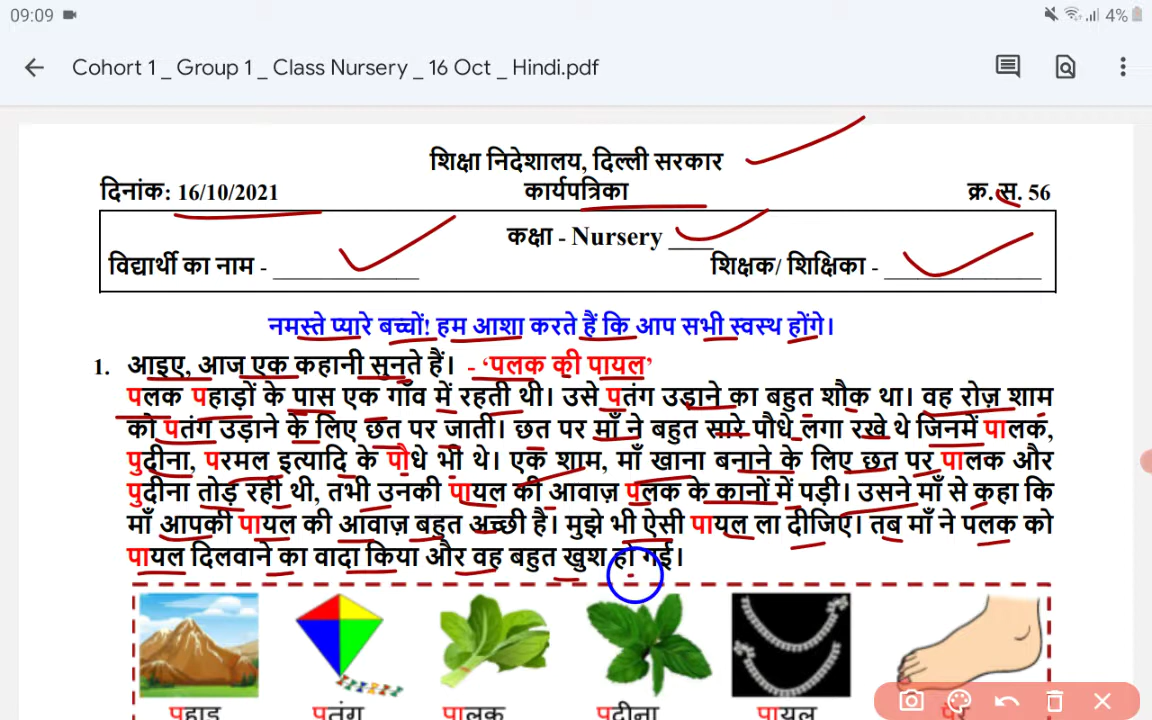 09:09
4%
Cohort 1 _ Group 1 _ Class Nursery _ 16 Oct _ Hindi.pdf
शिक्षा निदेशालय, दिल्ली सरकार
दिनांक: 16/10/2021 कार्यपत्रिका क्र. स. 56
कक्षा - Nursery ____
विद्यार्थी का नाम - ____________ शिक्षक/ शिक्षिका - _____________
नमस्ते प्यारे बच्चों! हम आशा करते हैं कि आप सभी स्वस्थ होंगे।
1. आइए, आज एक कहानी सुनते हैं। - ‘पलक की पायल’
पलक पहाड़ों के पास एक गाँव में रहती थी। उसे पतंग उड़ाने का बहुत शौक था। वह रोज़ शाम
को पतंग उड़ाने के लिए छत पर जाती। छत पर माँ ने बहुत सारे पौधे लगा रखे थे जिनमें पालक,
पुदीना, परमल इत्यादि के पौधे भी थे। एक शाम, माँ खाना बनाने के लिए छत पर पालक और
पुदीना तोड़ रही थी, तभी उनकी पायल की आवाज़ पलक के कानों में पड़ी। उसने माँ से कहा कि
माँ आपकी पायल की आवाज़ बहुत अच्छी है। मुझे भी ऐसी पायल ला दीजिए। तब माँ ने पलक को
पायल दिलवाने का वादा किया और वह बहुत खुश हो गई।
पहाड़ पतंग पालक पुदीना पायल पैर